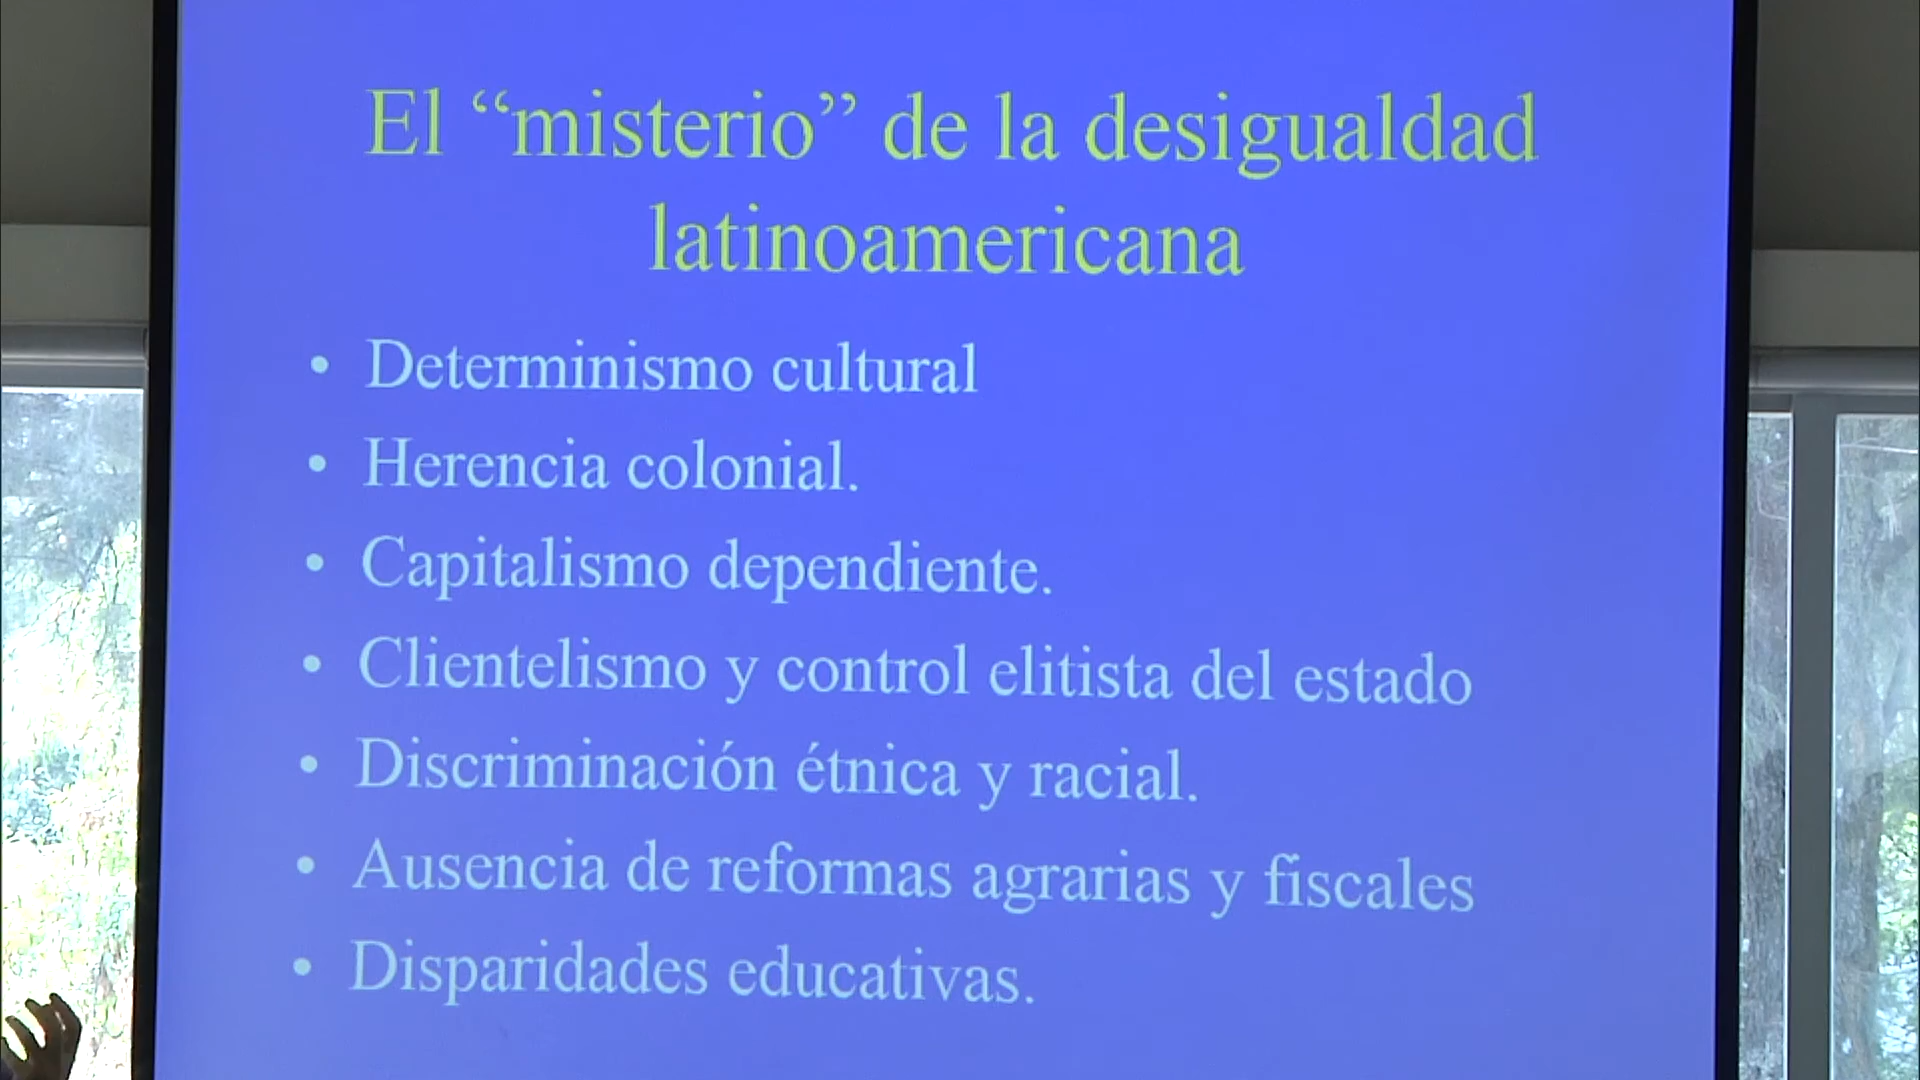 El “misterio” de la desigualdad
latinoamericana
• Determinismo cultural
• Herencia colonial.
• Capitalismo dependiente.
• Clientelismo y control elitista del estado
• Discriminación étnica y racial.
• Ausencia de reformas agrarias y fiscales
• Disparidades educativas.